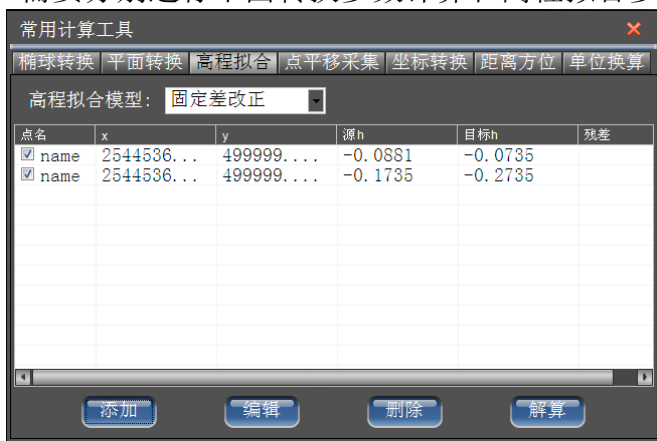 常用计算工具
椭球转换 平面转换 高程拟合 点平移采集 坐标转换 距离方位 单位换算
高程拟合模型: 固定差改正
点名 x y 源h 目标h 残差
name 2544536... 499999.... -0.0881 -0.0735
name 2544536... 499999.... -0.1735 -0.2735
添加 编辑 删除 解算